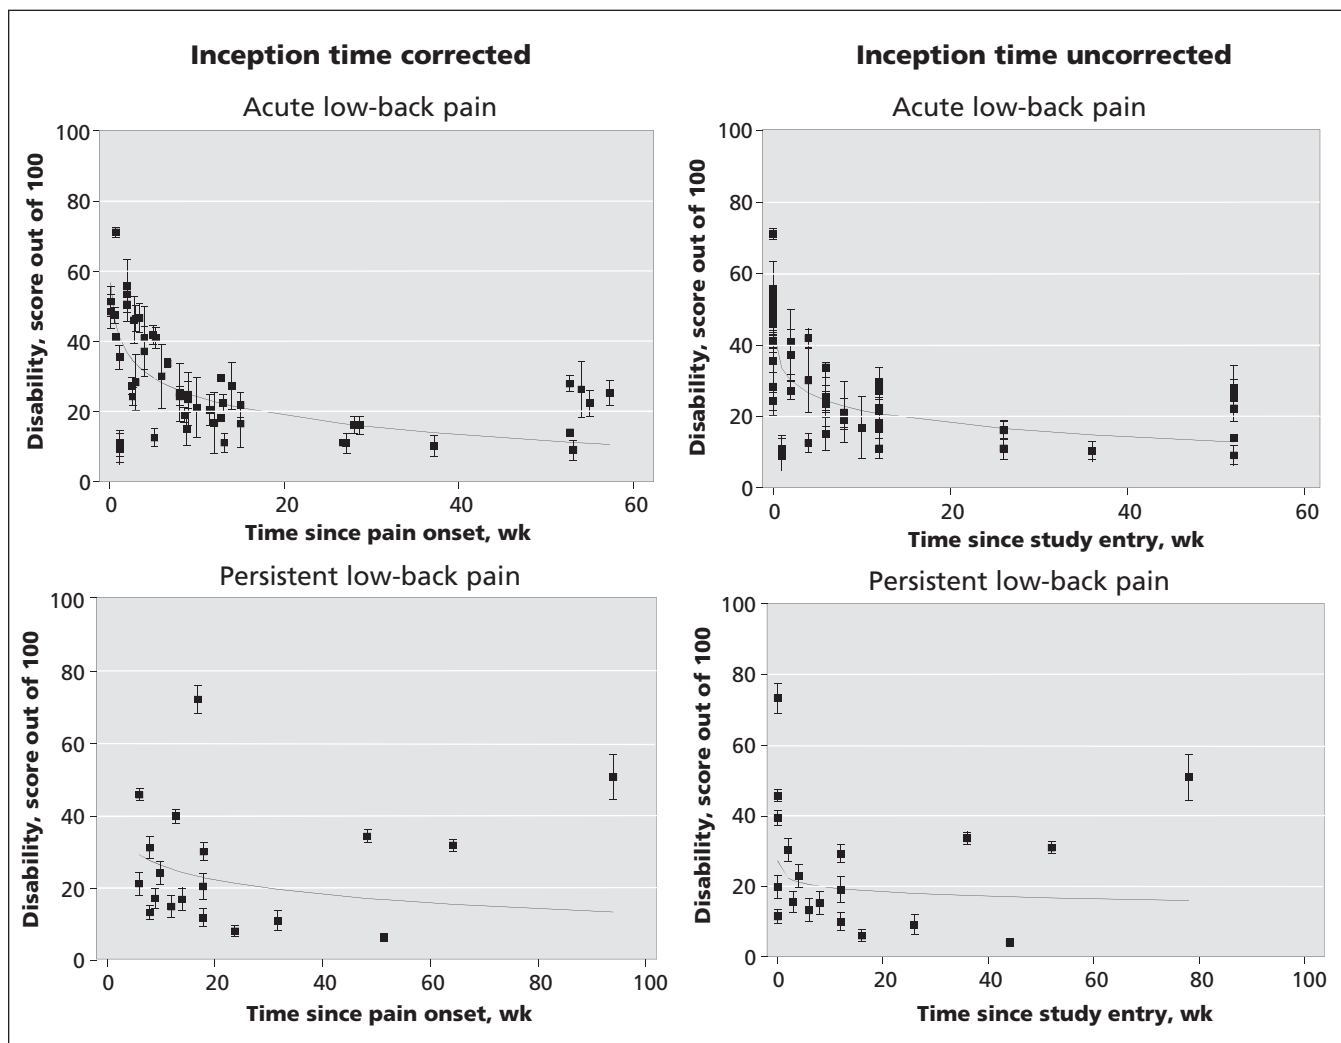 Inception time corrected
Inception time uncorrected
Acute low-back pain
Disability, score out of 100
100
80
60
40
20
0
0 20 40 60
Time since pain onset, wk
Acute low-back pain
Disability, score out of 100
100
80
60
40
20
0
0 20 40 60
Time since study entry, wk
Persistent low-back pain
Disability, score out of 100
100
80
60
40
20
0
0 20 40 60 80 100
Time since pain onset, wk
Persistent low-back pain
Disability, score out of 100
100
80
60
40
20
0
0 20 40 60 80 100
Time since study entry, wk